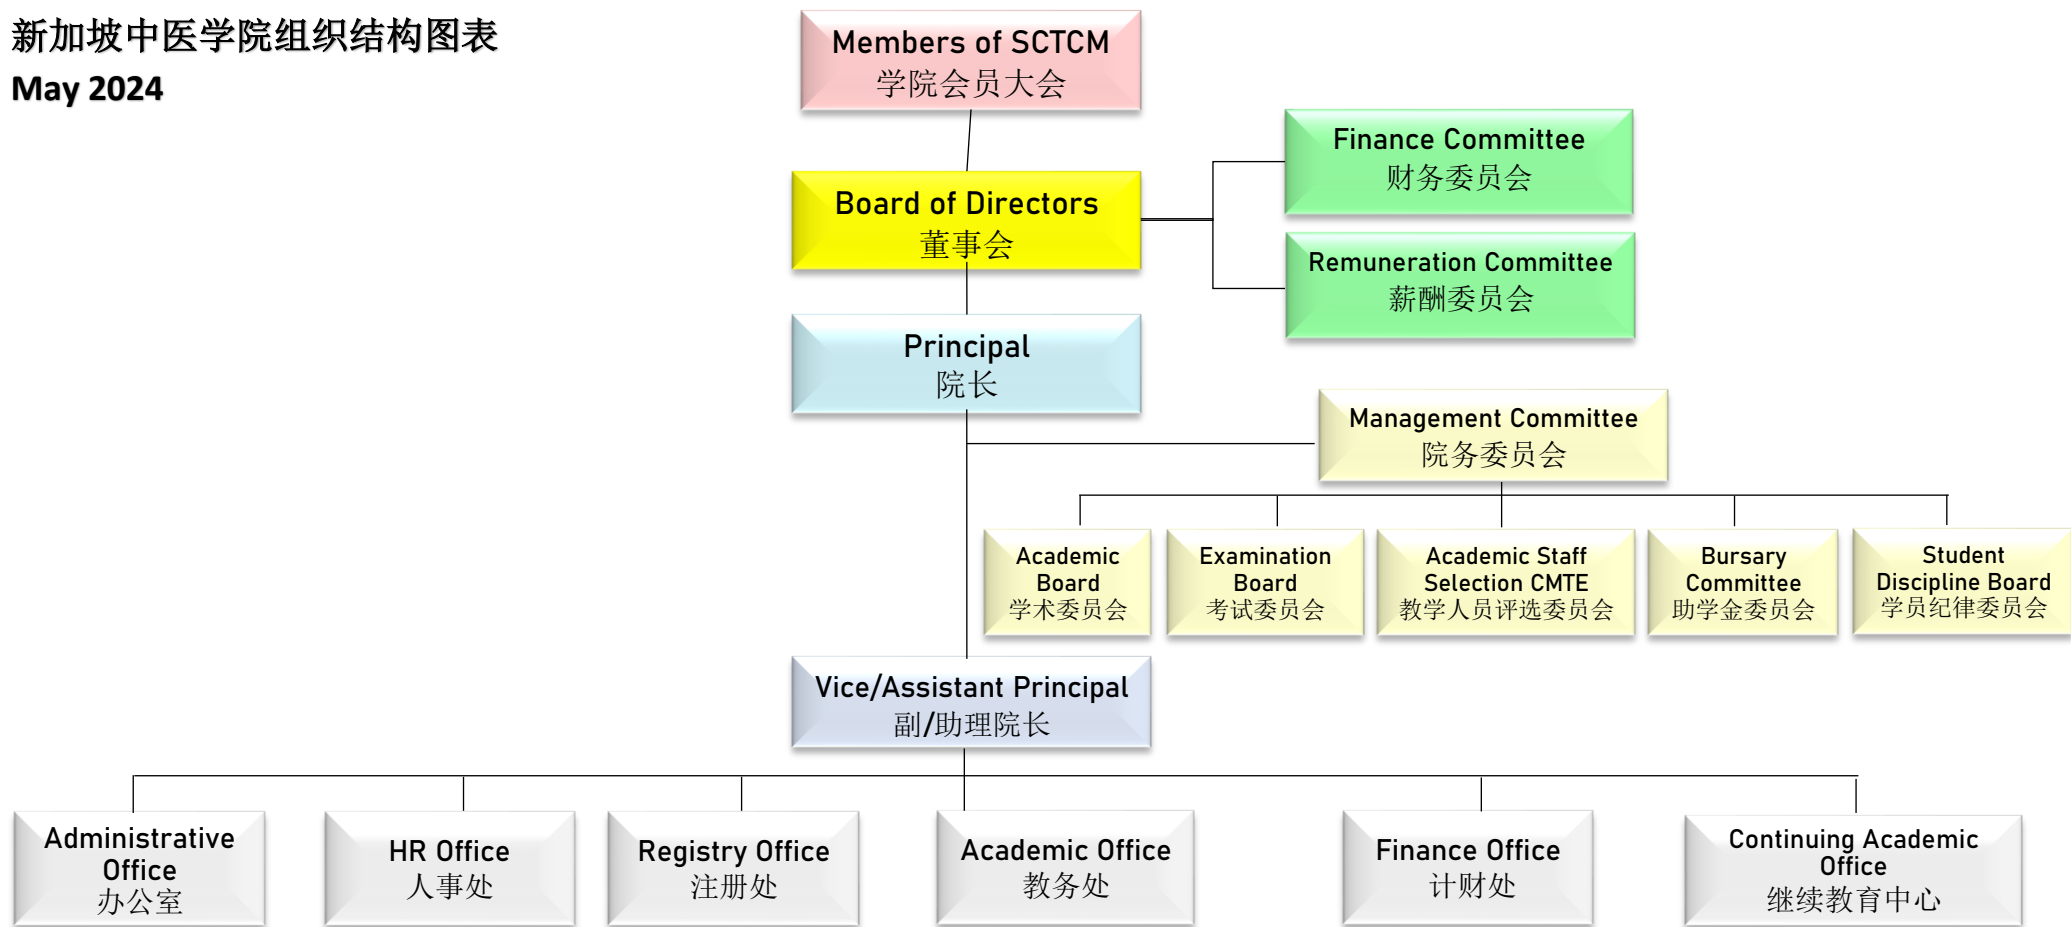 新加坡中医学院组织结构图表
May 2024
Members of SCTCM
学院会员大会
Finance Committee
财务委员会
Board of Directors
董事会
Remuneration Committee
薪酬委员会
Principal
院长
Management Committee
院务委员会
Academic
Board
学术委员会
Examination
Board
考试委员会
Academic Staff
Selection CMTE
教学人员评选委员会
Bursary
Committee
助学金委员会
Student
Discipline Board
学员纪律委员会
Vice/Assistant Principal
副/助理院长
Administrative
Office
办公室
HR Office
人事处
Registry Office
注册处
Academic Office
教务处
Finance Office
计财处
Continuing Academic
Office
继续教育中心